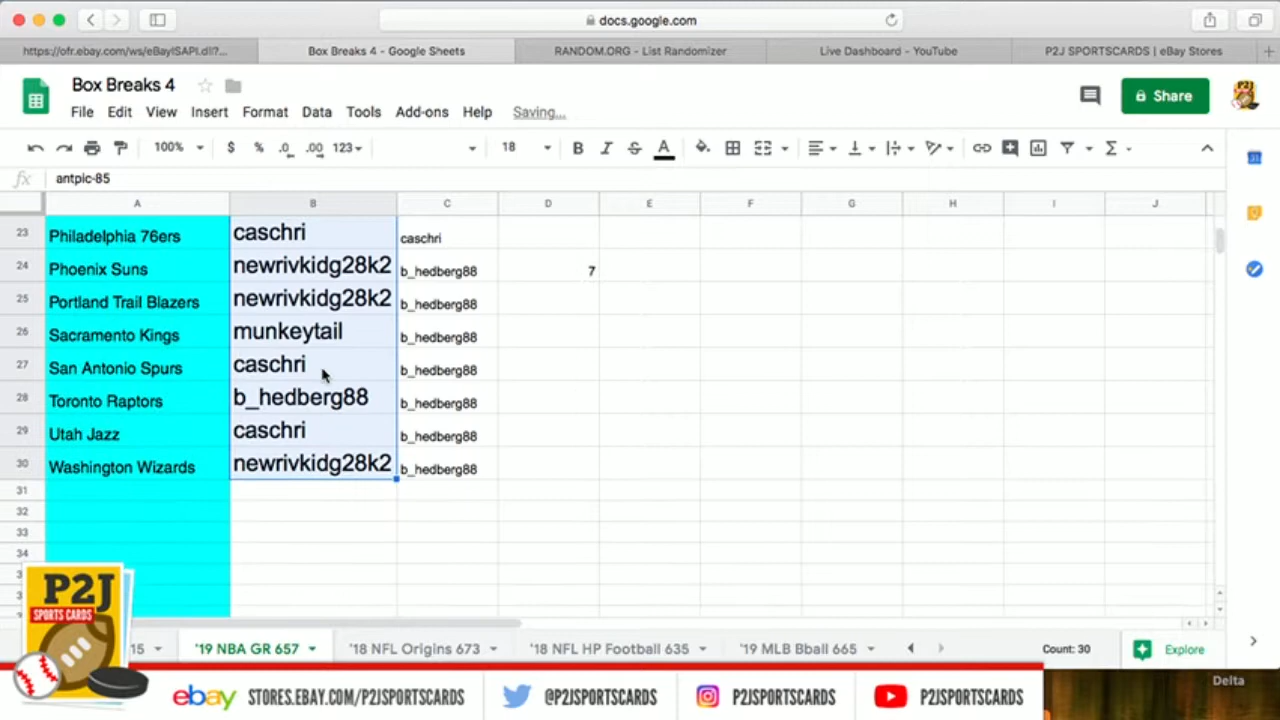 docs.google.com
https://ofr.ebay.com/ws/eBayISAPI.dll?...
Box Breaks 4 - Google Sheets
RANDOM.ORG - List Randomizer
Live Dashboard - YouTube
P2J SPORTSCARDS | eBay Stores
Box Breaks 4
File Edit View Insert Format Data Tools Add-ons Help Saving...
Share
100% $ % .0 .00 123 18 B I S A
fx antpic-85
A B C D E F G H I J
23 Philadelphia 76ers caschri caschri
24 Phoenix Suns newrivkidg28k2 b_hedberg88 7
25 Portland Trail Blazers newrivkidg28k2 b_hedberg88
26 Sacramento Kings munkeytail b_hedberg88
27 San Antonio Spurs caschri b_hedberg88
28 Toronto Raptors b_hedberg88 b_hedberg88
29 Utah Jazz caschri b_hedberg88
30 Washington Wizards newrivkidg28k2 b_hedberg88
31
32
33
34
P2J
SPORTS CARDS
15 '19 NBA GR 657 '18 NFL Origins 673 '18 NFL HP Football 635 '19 MLB Bball 665 Count: 30 Explore
Delta
ebay STORES.EBAY.COM/P2JSPORTSCARDS @P2JSPORTSCARDS P2JSPORTSCARDS P2JSPORTSCARDS